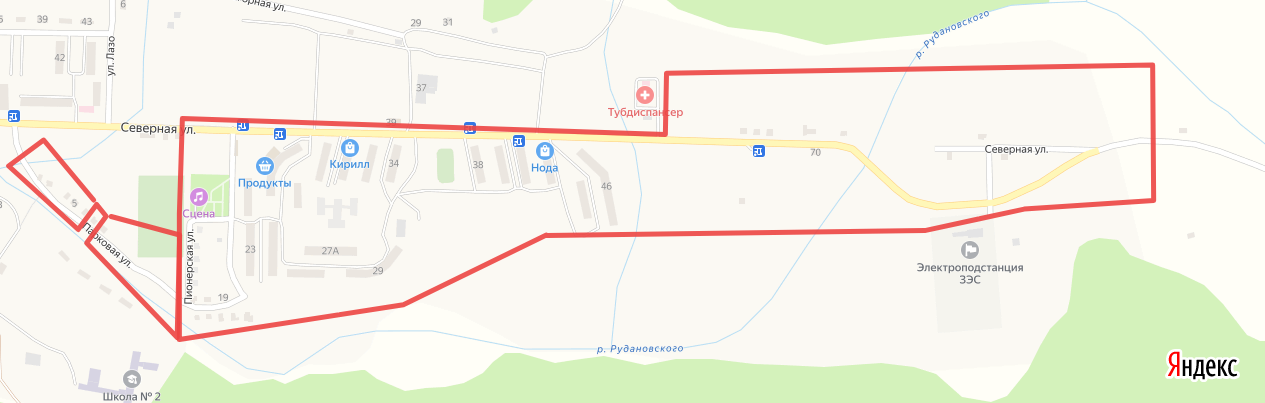 орная ул.
29
31
39
43
42
ул. Лазо
37
р. Рудановского
Тубдиспансер
Северная ул.
39
Кирилл
34
38
Нода
46
70
Северная ул.
Продукты
Сцена
5
Парковая ул.
Пионерская ул.
23
27А
29
19
Электроподстанция
ЗЭС
р. Рудановского
Школа № 2
Яндекс